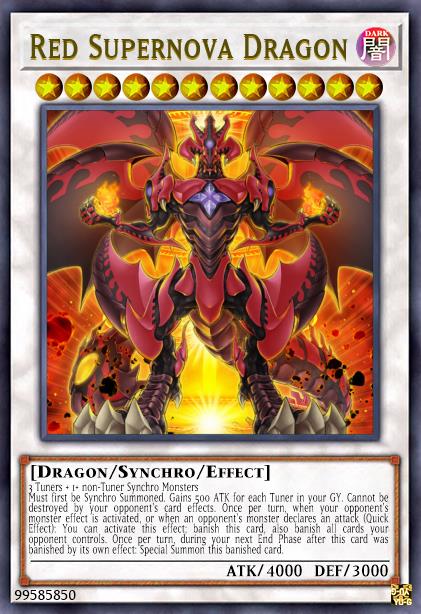 RED SUPERNOVA DRAGON
DARK
闇
[DRAGON/SYNCHRO/EFFECT]
3 Tuners + 1+ non-Tuner Synchro Monsters
Must first be Synchro Summoned. Gains 500 ATK for each Tuner in your GY. Cannot be
destroyed by your opponent's card effects. Once per turn, when your opponent's
monster effect is activated, or when an opponent's monster declares an attack (Quick
Effect): You can activate this effect; banish this card, also banish all cards your
opponent controls. Once per turn, during your next End Phase after this card was
banished by its own effect: Special Summon this banished card.
ATK/4000 DEF/3000
99585850